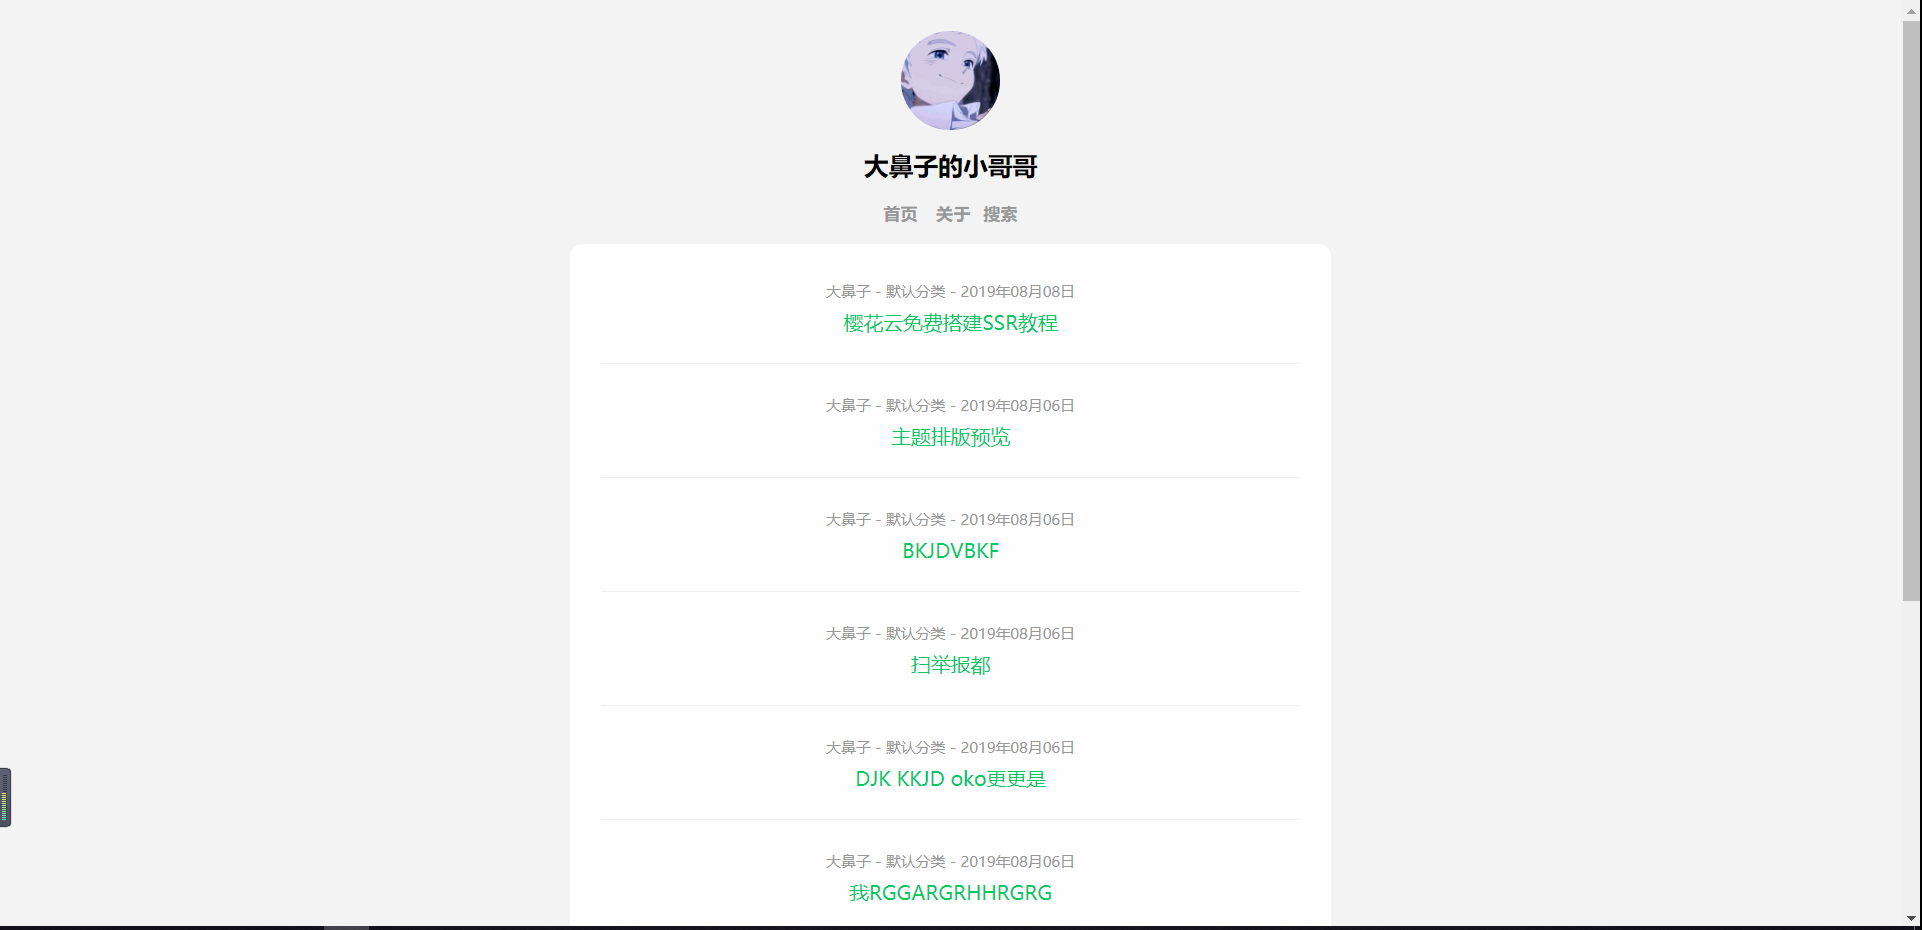 大鼻子的小哥哥
首页 关于 搜索
大鼻子 - 默认分类 - 2019年08月08日
樱花云免费搭建SSR教程
大鼻子 - 默认分类 - 2019年08月06日
主题排版预览
大鼻子 - 默认分类 - 2019年08月06日
BKJDVBKF
大鼻子 - 默认分类 - 2019年08月06日
扫举报都
大鼻子 - 默认分类 - 2019年08月06日
DJK KKJD oko更更是
大鼻子 - 默认分类 - 2019年08月06日
我RGGARGRHHRGRG